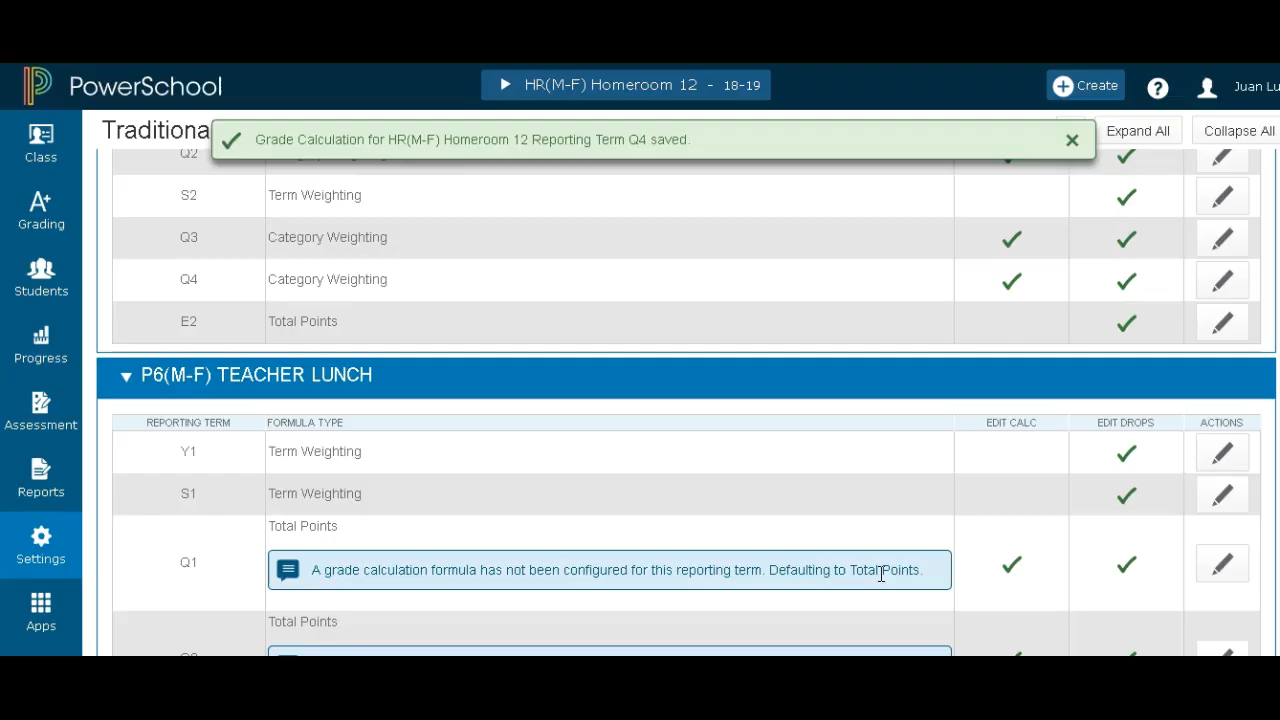 PowerSchool
HR(M-F) Homeroom 12 - 18-19
Create
?
Juan Lu
Class
Grading
Students
Progress
Assessment
Settings
Reports
Apps
Traditiona
Grade Calculation for HR(M-F) Homeroom 12 Reporting Term Q4 saved.
Expand All
Collapse All
Q2
S2 Term Weighting
Q3 Category Weighting
Q4 Category Weighting
E2 Total Points
P6(M-F) TEACHER LUNCH
REPORTING TERM FORMULA TYPE EDIT CALC EDIT DROPS ACTIONS
Y1 Term Weighting
S1 Term Weighting
Total Points
Q1
A grade calculation formula has not been configured for this reporting term. Defaulting to Total Points.
Total Points